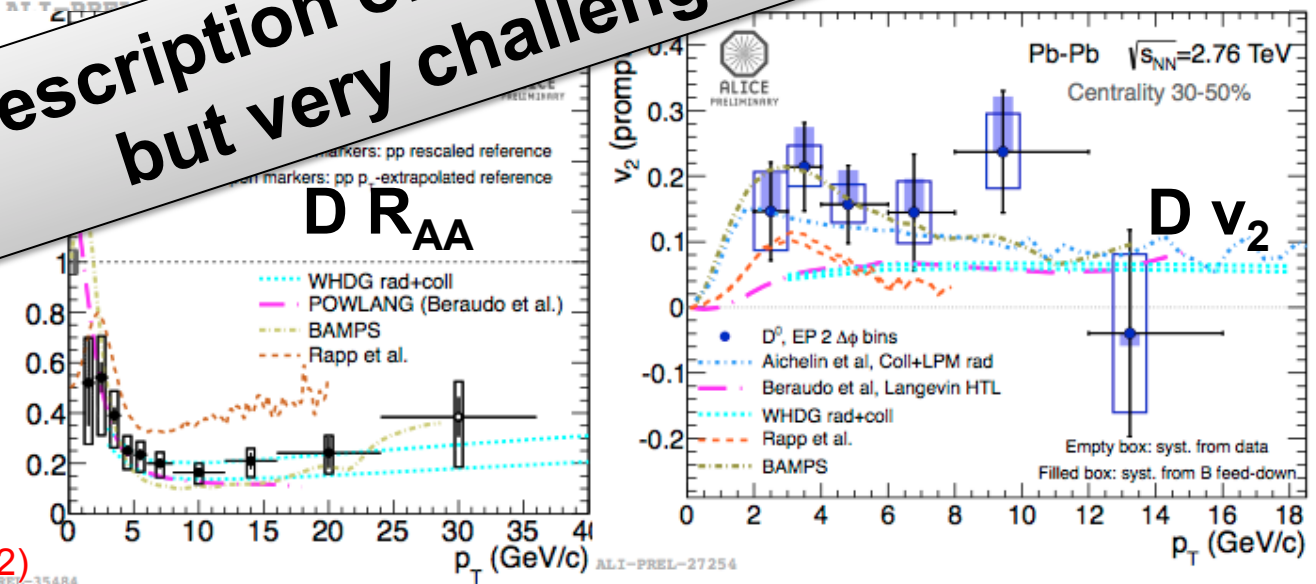 escription o
but very challeng
markers: pp rescaled reference
markers: pp pT-extrapolated reference
D RAA
1
0.8
0.6
0.4
0.2
0
WHDG rad+coll
POWLANG (Beraudo et al.)
BAMPS
Rapp et al.
0 5 10 15 20 25 30 35
pT (GeV/c)
2)
35484
v2 (promp
0.4
0.3
0.2
0.1
0
-0.1
-0.2
ALICE
PRELIMINARY
Pb-Pb √sNN=2.76 TeV
Centrality 30-50%
D v2
D0, EP 2 Δϕ bins
Aichelin et al, Coll+LPM rad
Beraudo et al, Langevin HTL
WHDG rad+coll
Rapp et al.
BAMPS
Empty box: syst. from data
Filled box: syst. from B feed-down
0 2 4 6 8 10 12 14 16 18
pT (GeV/c)
ALI-PREL-27254